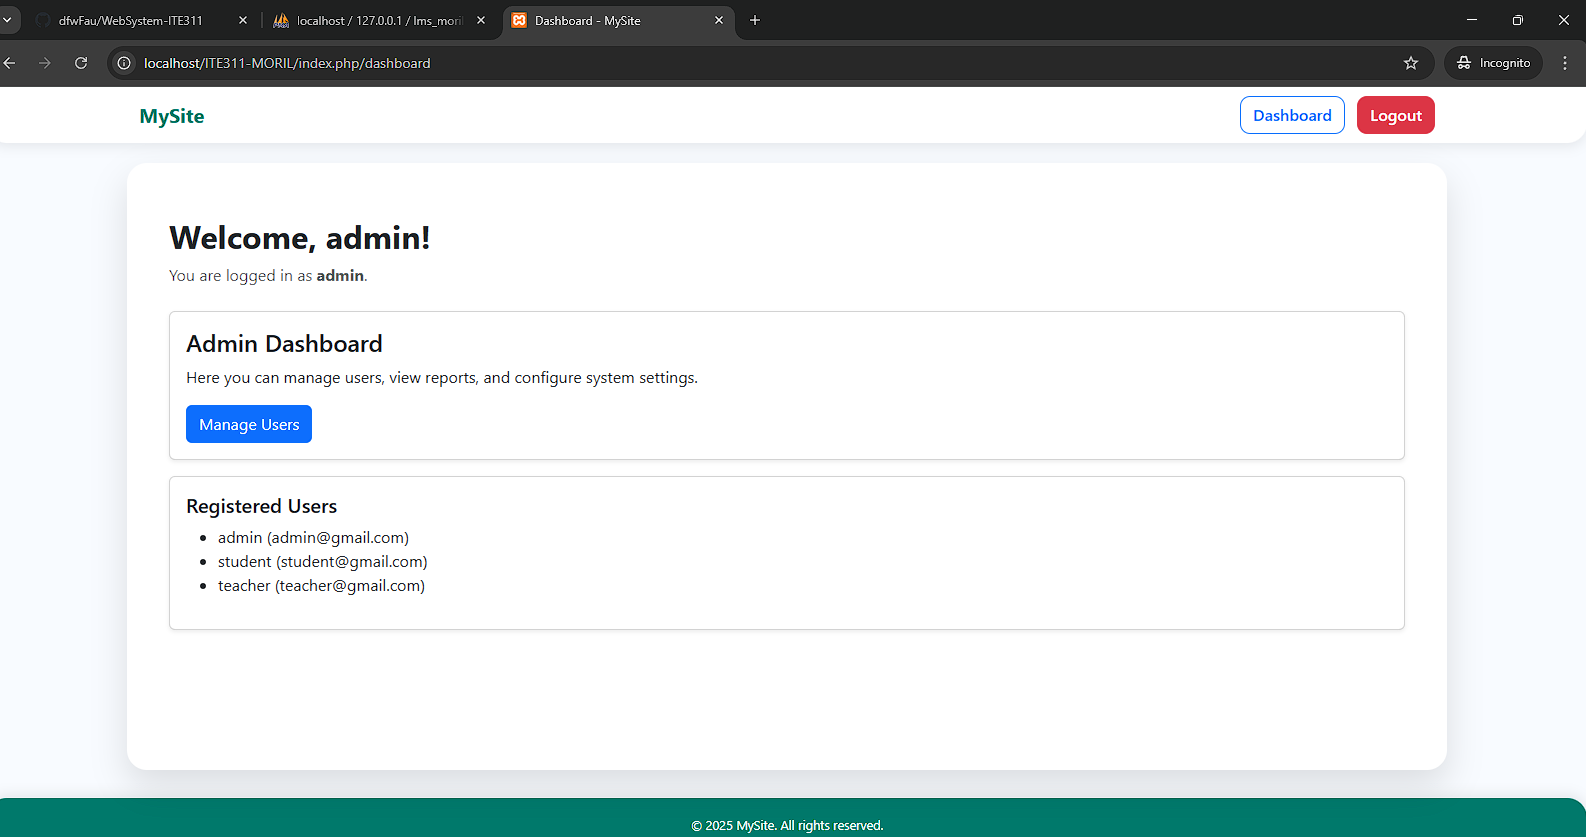 dfwFau/WebSystem-ITE311
localhost / 127.0.0.1 / lms_moril
Dashboard - MySite
localhost/ITE311-MORIL/index.php/dashboard
Incognito
MySite
Dashboard
Logout
Welcome, admin!
You are logged in as admin.
Admin Dashboard
Here you can manage users, view reports, and configure system settings.
Manage Users
Registered Users
admin (admin@gmail.com)
student (student@gmail.com)
teacher (teacher@gmail.com)
© 2025 MySite. All rights reserved.